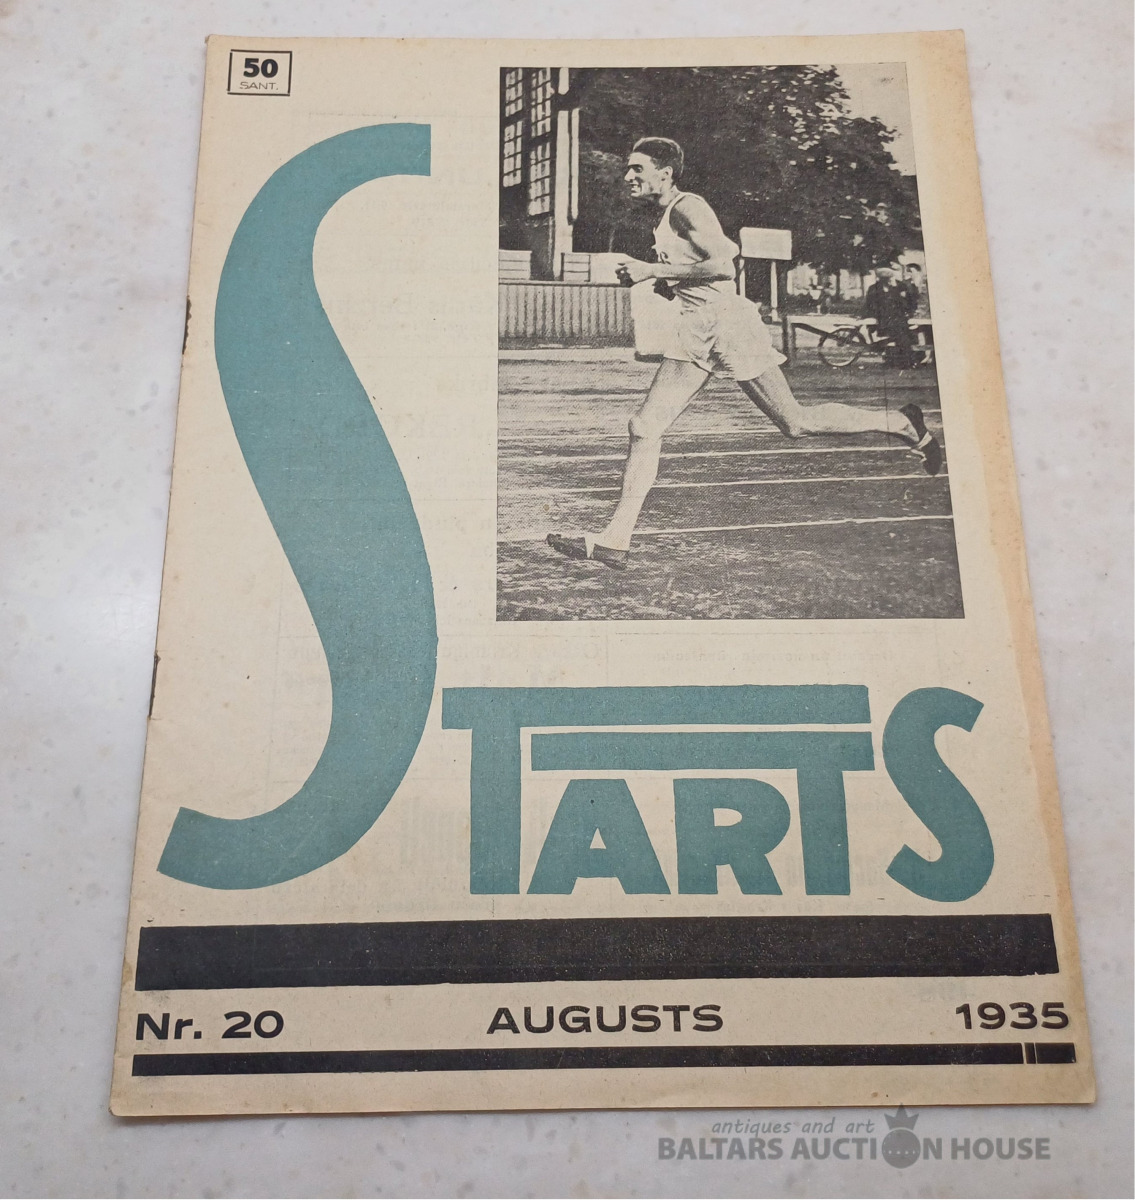 50
SANT.
STARTS
Nr. 20 AUGUSTS 1935
antiques and art
BALTARS AUCTION HOUSE